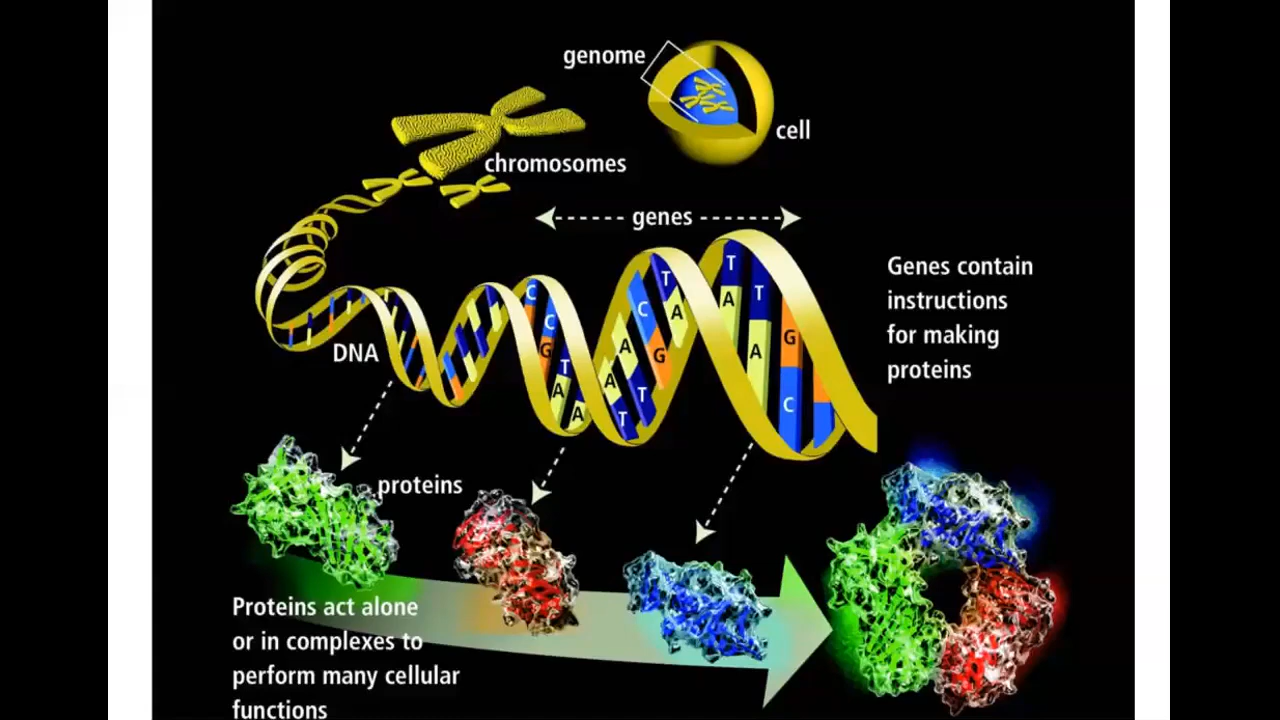 genome
cell
chromosomes
genes
Genes contain
instructions
for making
proteins
DNA
C
C
G
T
A
A
A
A
T
T
C
G
T
A
T
A
T
A
G
C
proteins
Proteins act alone
or in complexes to
perform many cellular
functions